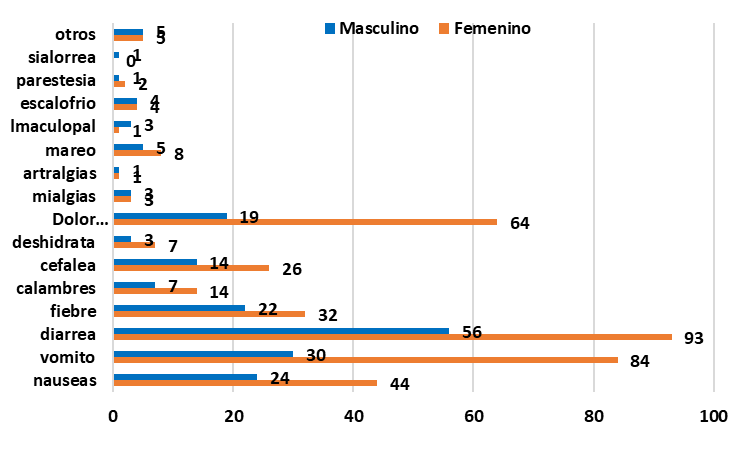 Masculino Femenino
otros 5 5
sialorrea 1 0
parestesia 1 2
escalofrio 4 4
lmaculopal 3 1
mareo 5 8
artralgias 1 1
mialgias 3 3
Dolor... 19 64
deshidrata 3 7
cefalea 14 26
calambres 7 14
fiebre 22 32
diarrea 56 93
vomito 30 84
nauseas 24 44
0 20 40 60 80 100